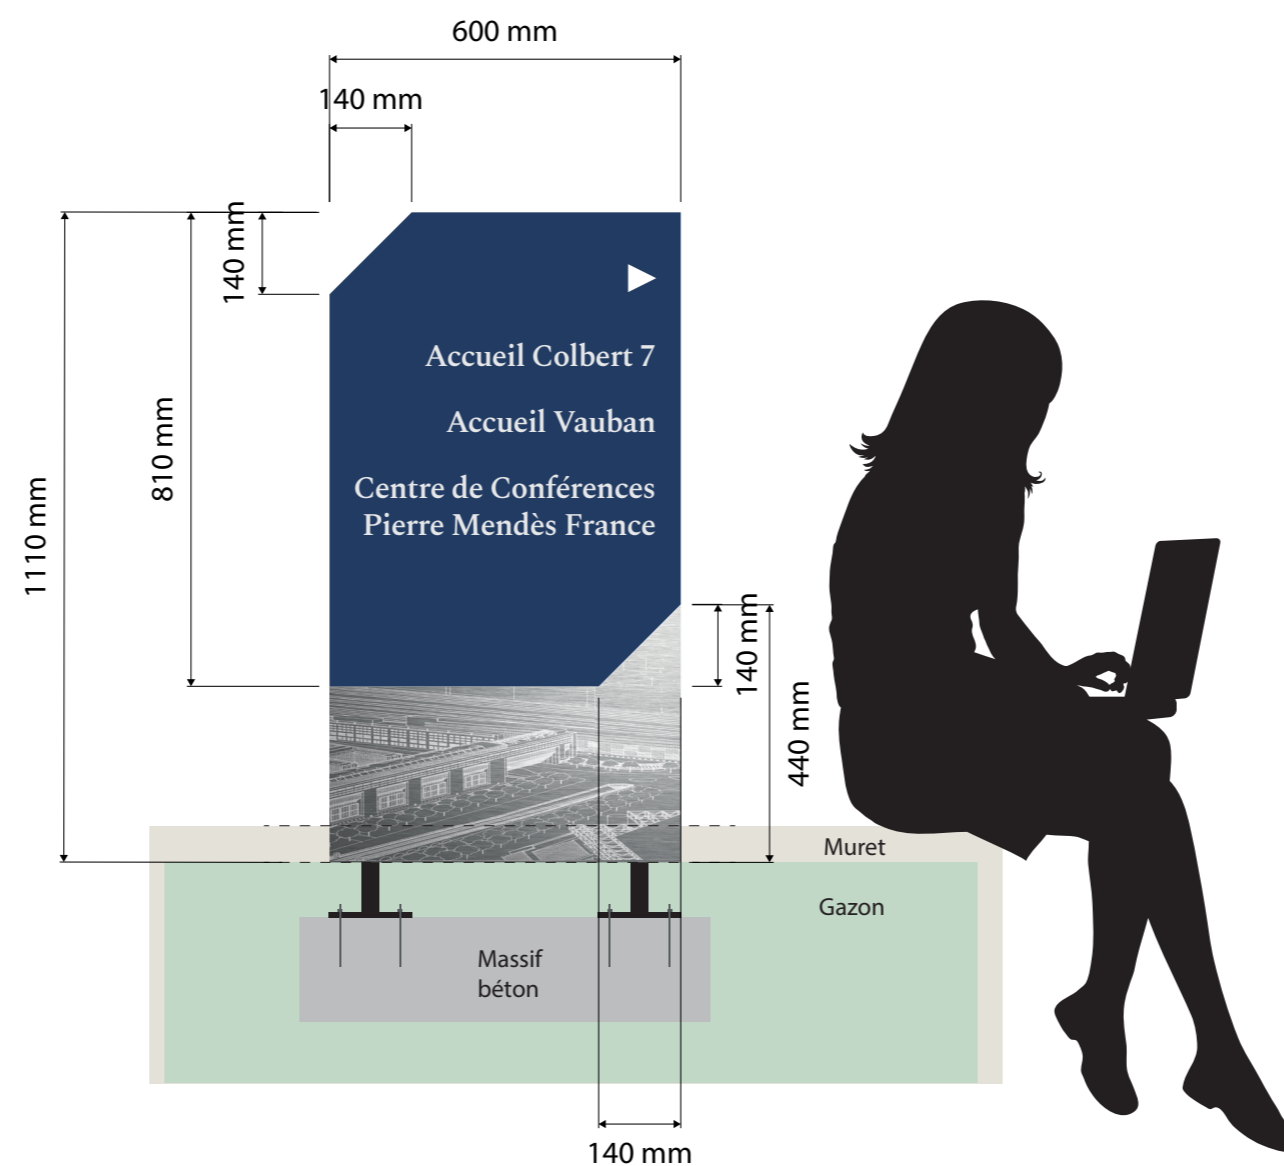 600 mm
140 mm
140 mm
810 mm
1110 mm
Accueil Colbert 7
Accueil Vauban
Centre de Conférences
Pierre Mendès France
140 mm
440 mm
Muret
Gazon
Massif
béton
140 mm